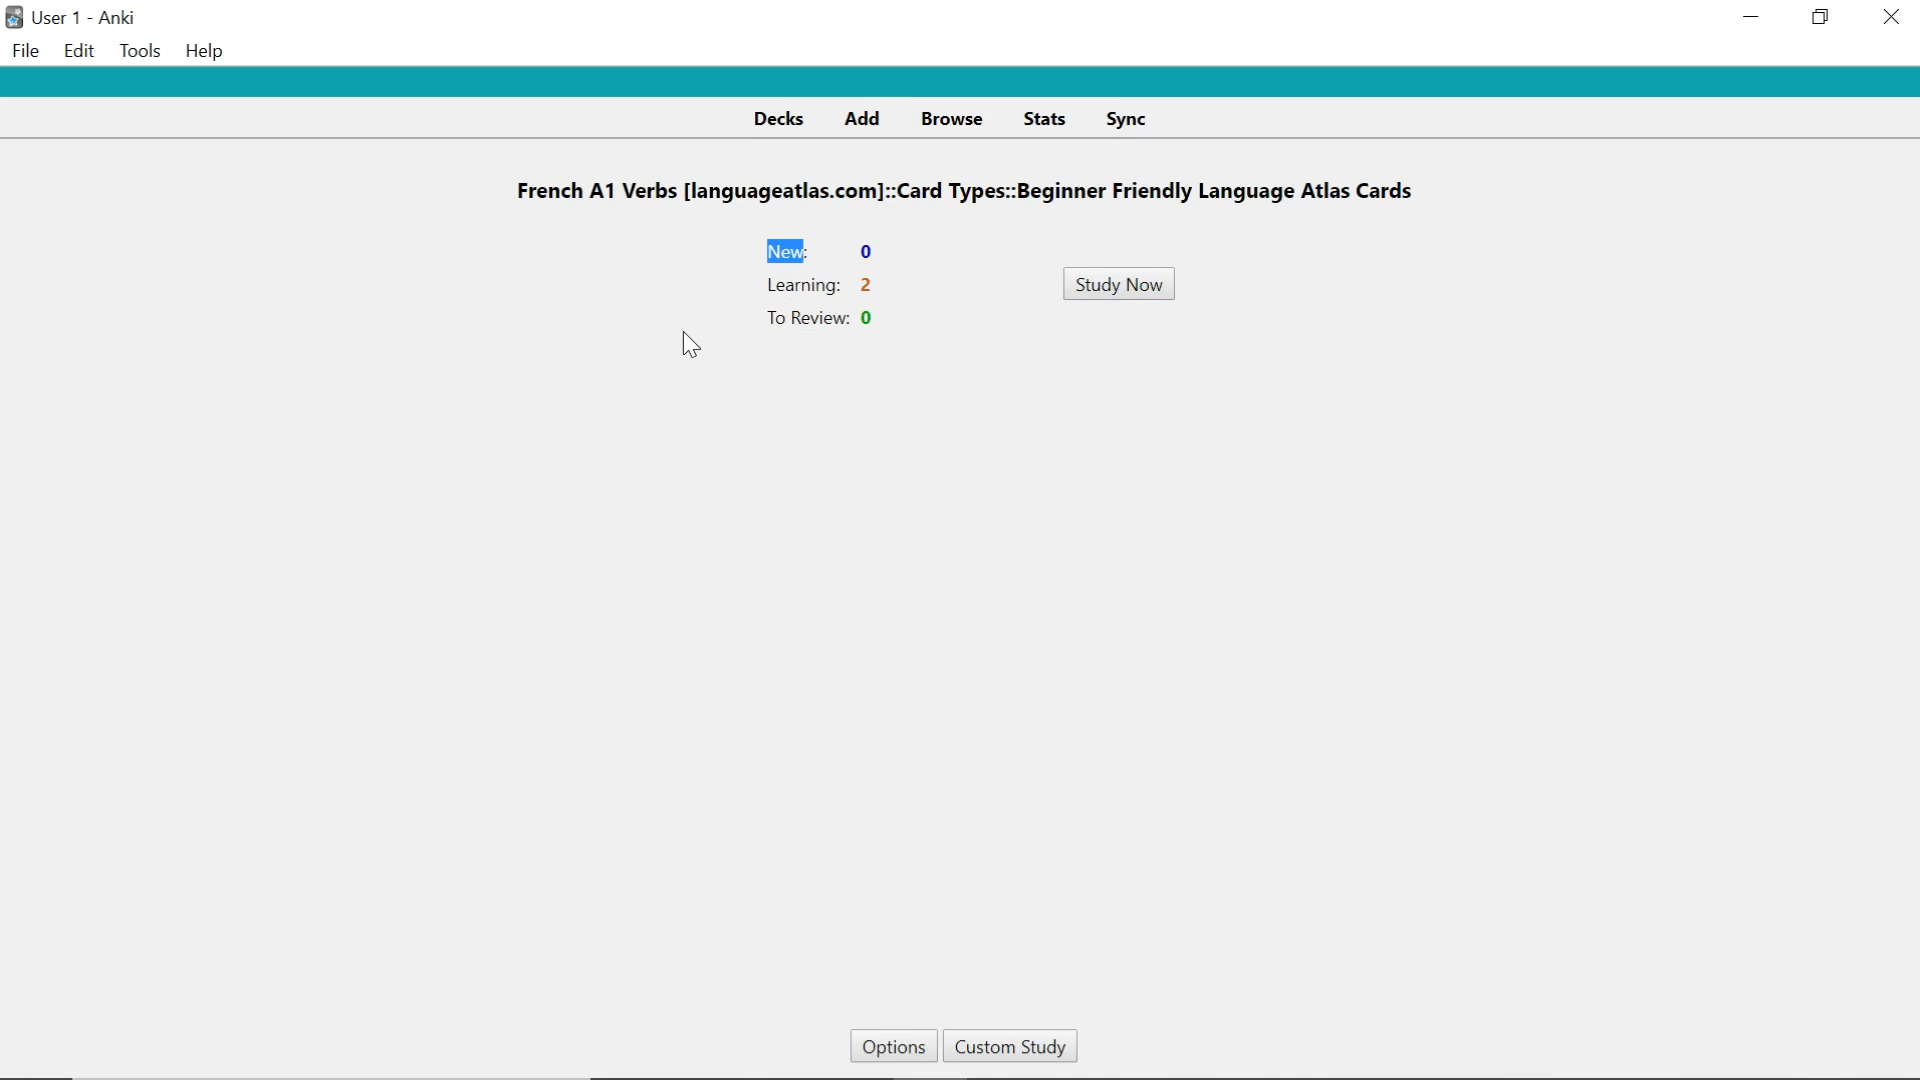 User 1 - Anki
File Edit Tools Help
Decks Add Browse Stats Sync
French A1 Verbs [languageatlas.com]::Card Types::Beginner Friendly Language Atlas Cards
New: 0
Learning: 2
Study Now
To Review: 0
Options Custom Study